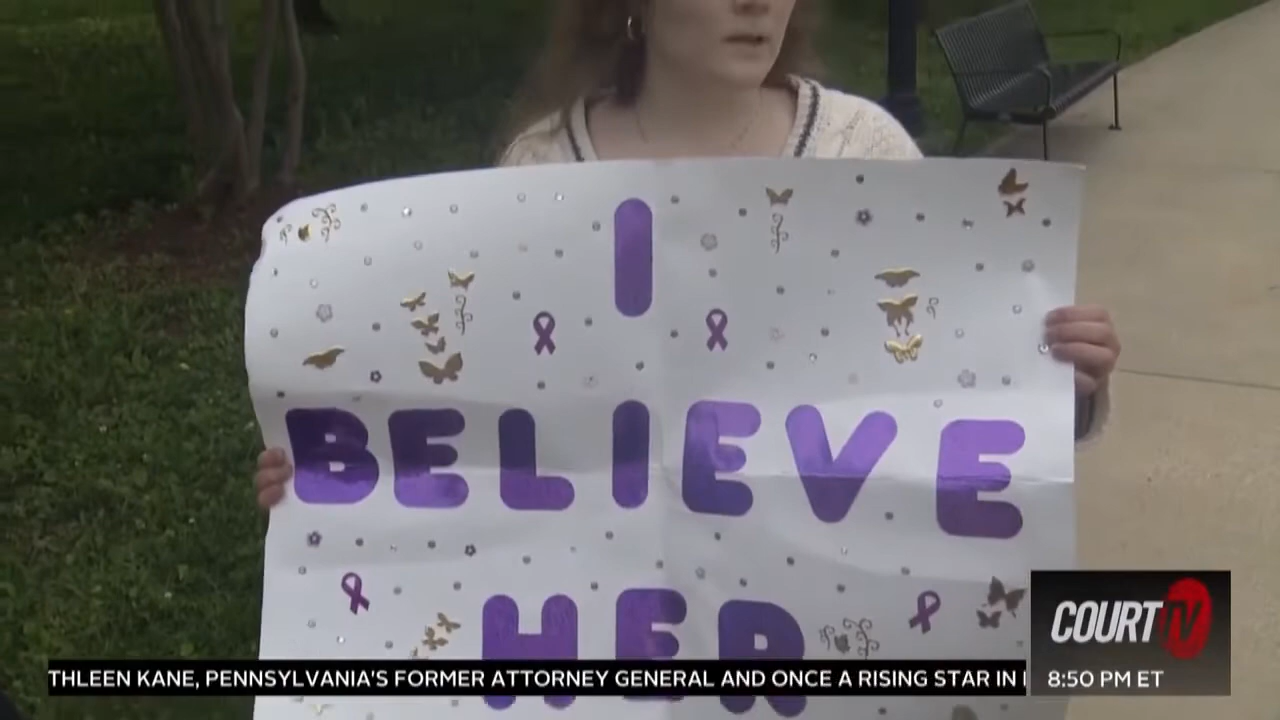 I
BELIEVE
HER
COURT TV
THLEEN KANE, PENNSYLVANIA'S FORMER ATTORNEY GENERAL AND ONCE A RISING STAR IN
8:50 PM ET